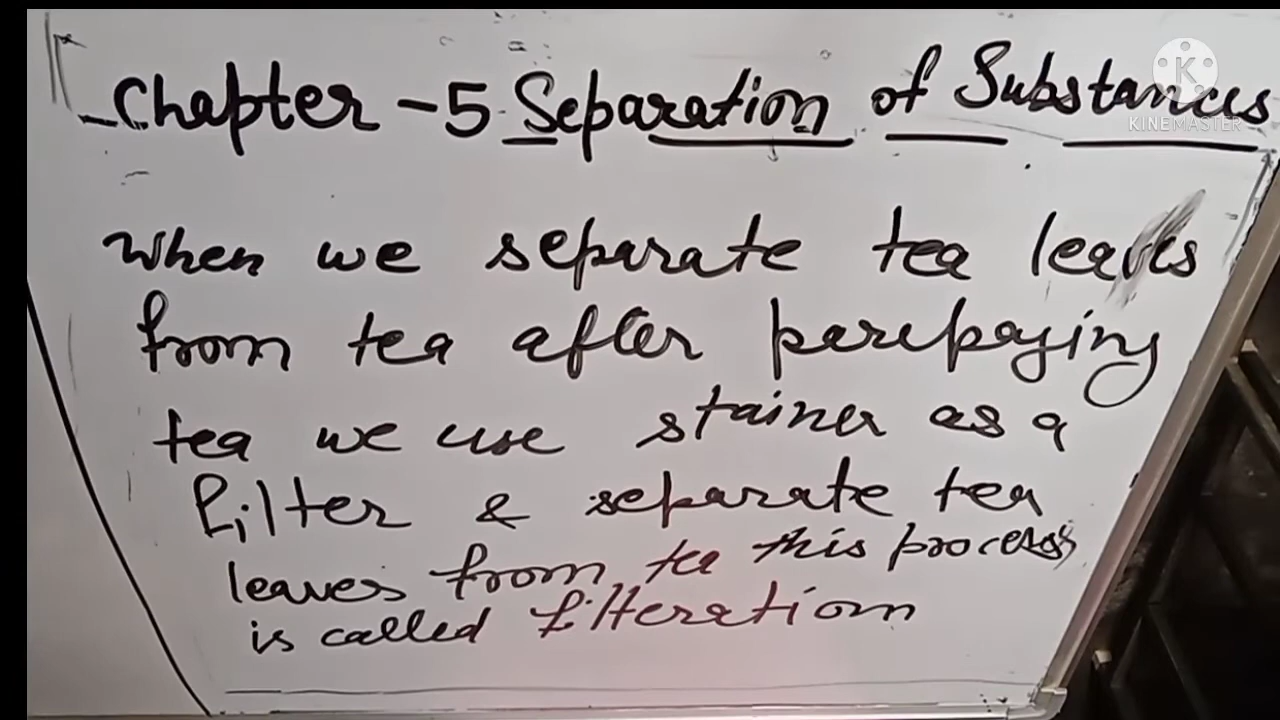 Chapter - 5 Separation of Substances
K
KINEMASTER
When we separate tea leaves
from tea after parepaying
tea we use stainer as a
filter & separate tea
leaves from tea this process
is called filteration